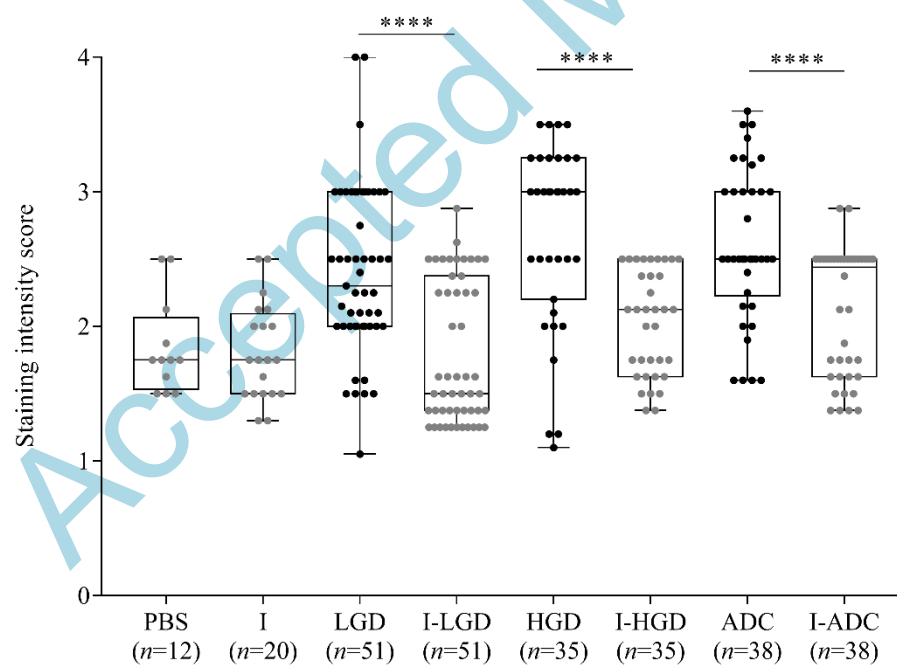 Accepted M
**** **** ****
4
3
2
1
0
Staining intensity score
PBS I LGD I-LGD HGD I-HGD ADC I-ADC
(n=12) (n=20) (n=51) (n=51) (n=35) (n=35) (n=38) (n=38)